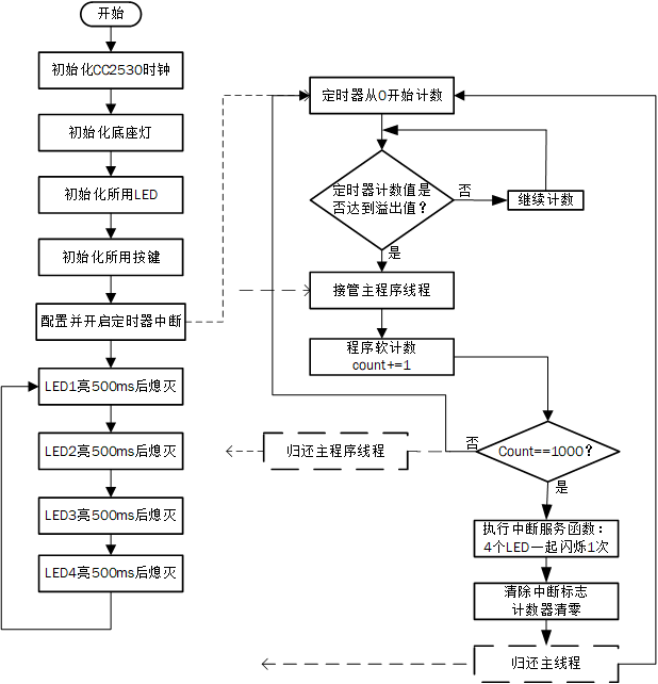 开始
初始化CC2530时钟
初始化底座灯
初始化所用LED
初始化所用按键
配置并开启定时器中断
LED1亮500ms后熄灭
LED2亮500ms后熄灭
LED3亮500ms后熄灭
LED4亮500ms后熄灭
定时器从0开始计数
定时器计数值是
否达到溢出值？
否
继续计数
是
接管主程序线程
程序软计数
count+=1
归还主程序线程
否
Count==1000？
是
执行中断服务函数：
4个LED一起闪烁1次
清除中断标志
计数器清零
归还主线程